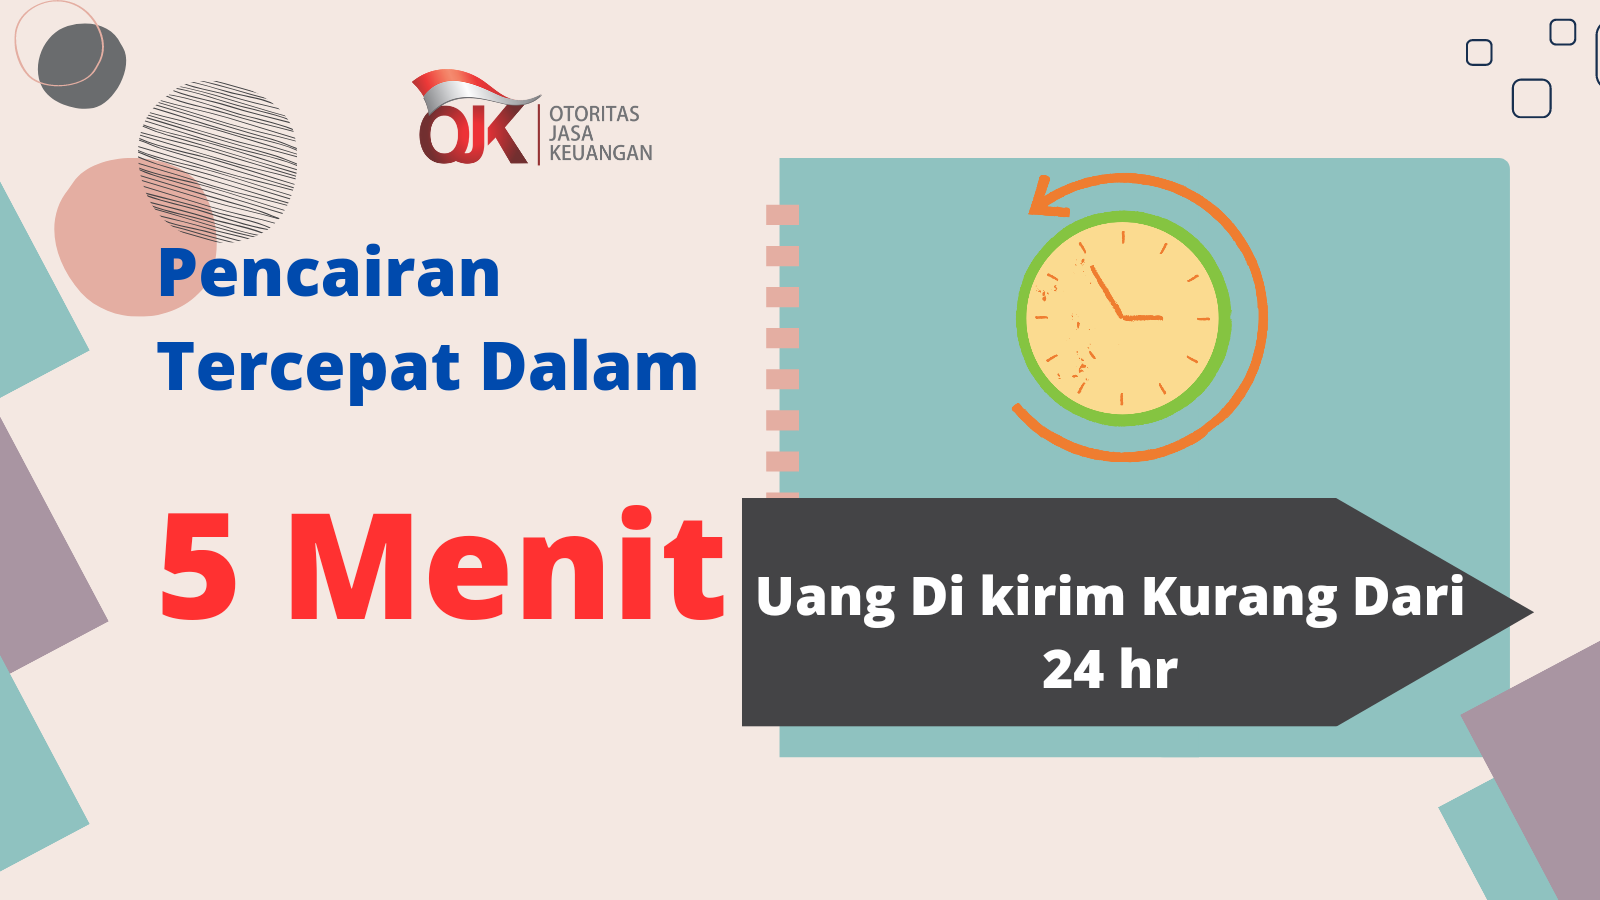 OJK
OTORITAS
JASA
KEUANGAN
Pencairan
Tercepat Dalam
5 Menit
Uang Di kirim Kurang Dari
24 hr